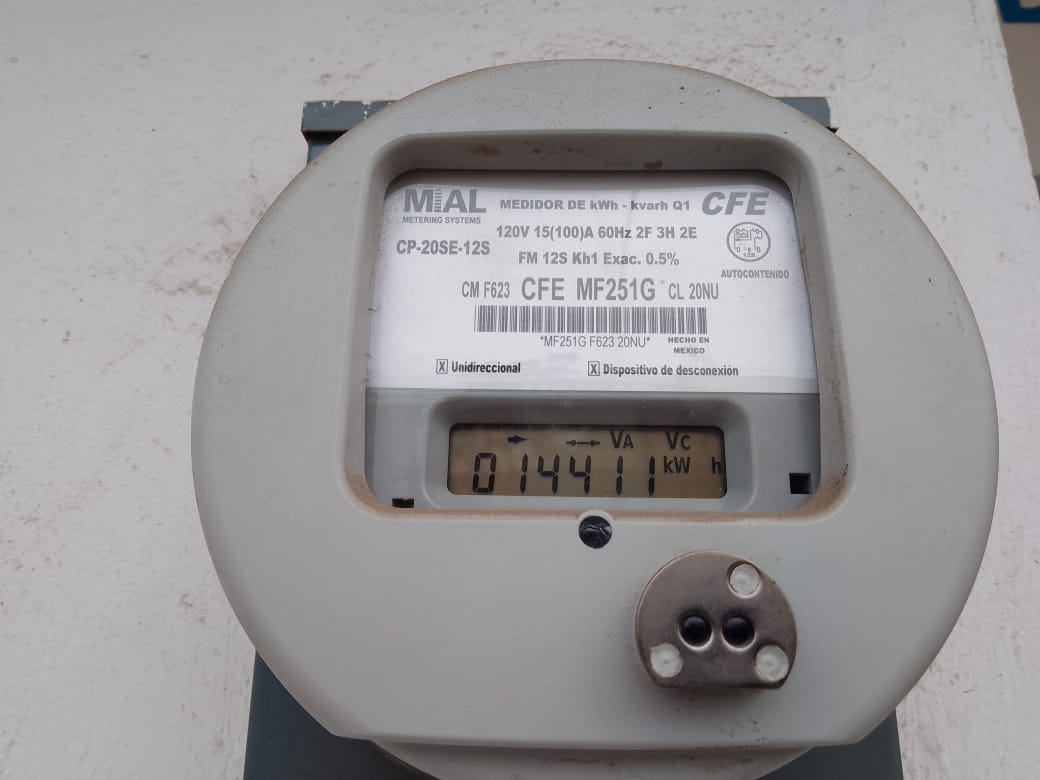 MIAL
METERING SYSTEMS
MEDIDOR DE kWh - kvarh Q1
CFE
120V 15(100)A 60Hz 2F 3H 2E
CP-20SE-12S
FM 12S Kh1 Exac. 0.5%
12S
AUTOCONTENIDO
CM F623 CFE MF251G CL 20NU
*MF251G F623 20NU*
HECHO EN
MEXICO
X Unidireccional
X Dispositivo de desconexión
VA VC
014411 kW h